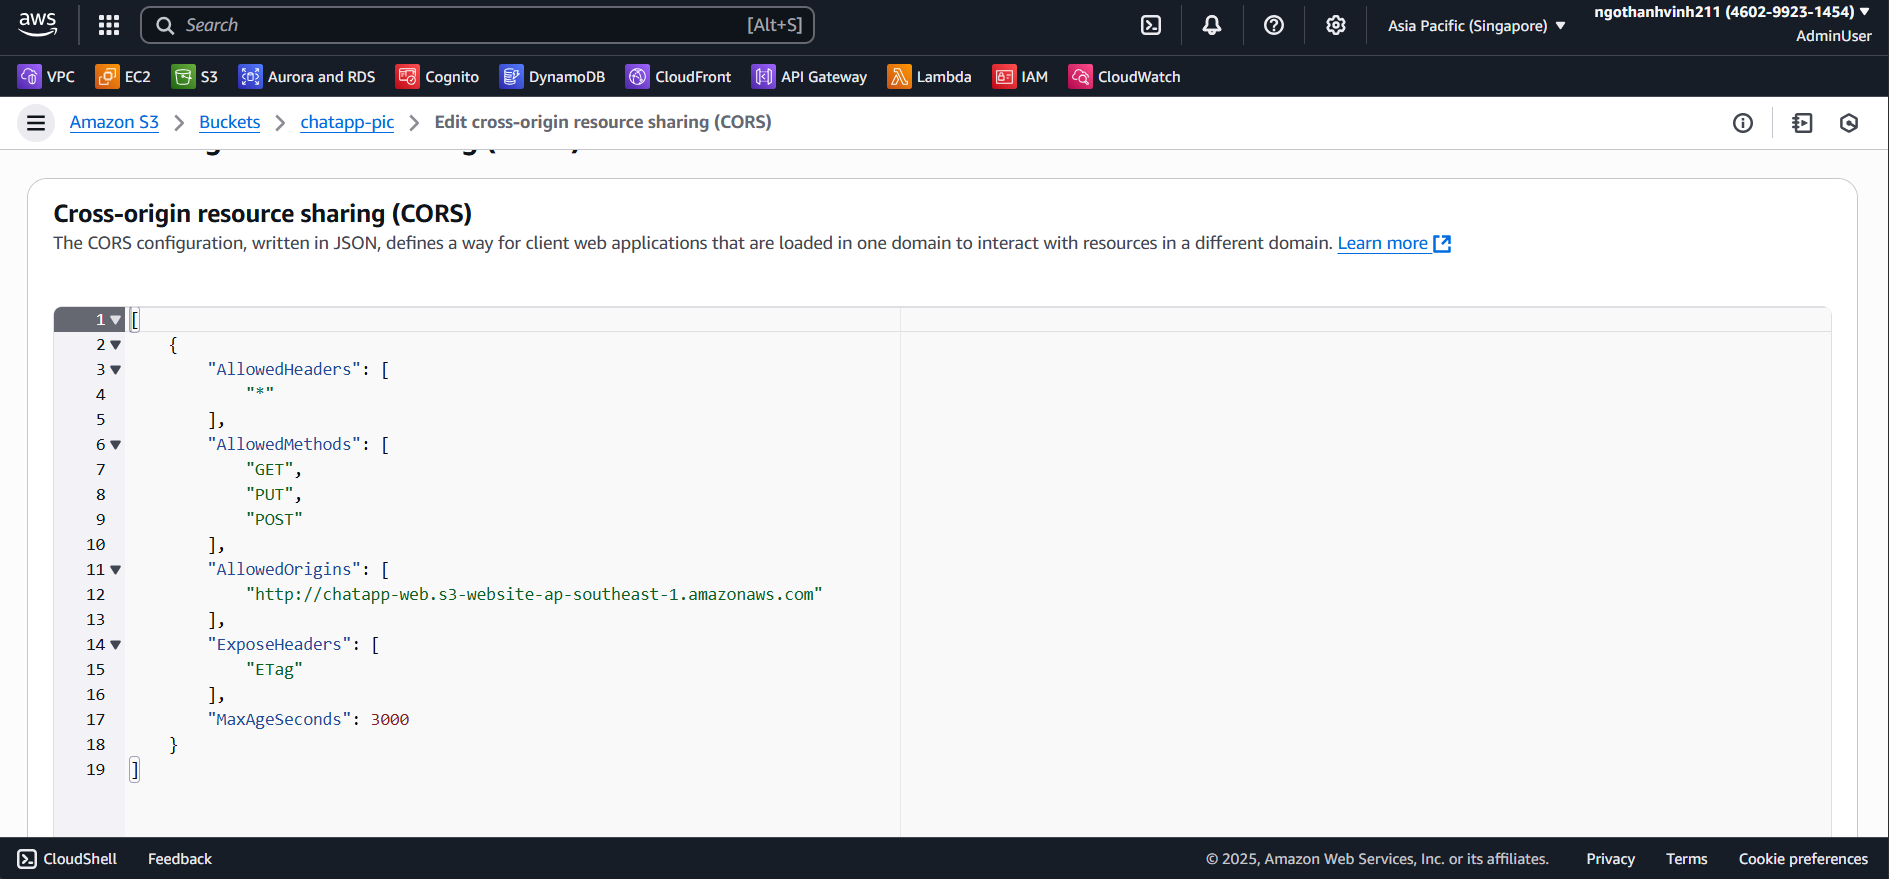 aws
Search
[Alt+S]
Asia Pacific (Singapore)
ngothanhvinh211 (4602-9923-1454)
AdminUser
VPC
EC2
S3
Aurora and RDS
Cognito
DynamoDB
CloudFront
API Gateway
Lambda
IAM
CloudWatch
Amazon S3
Buckets
chatapp-pic
Edit cross-origin resource sharing (CORS)
Cross-origin resource sharing (CORS)
The CORS configuration, written in JSON, defines a way for client web applications that are loaded in one domain to interact with resources in a different domain. Learn more
1 [
2 {
3 "AllowedHeaders": [
4 "*"
5 ],
6 "AllowedMethods": [
7 "GET",
8 "PUT",
9 "POST"
10 ],
11 "AllowedOrigins": [
12 "http://chatapp-web.s3-website-ap-southeast-1.amazonaws.com"
13 ],
14 "ExposeHeaders": [
15 "ETag"
16 ],
17 "MaxAgeSeconds": 3000
18 }
19 ]
CloudShell
Feedback
© 2025, Amazon Web Services, Inc. or its affiliates.
Privacy
Terms
Cookie preferences